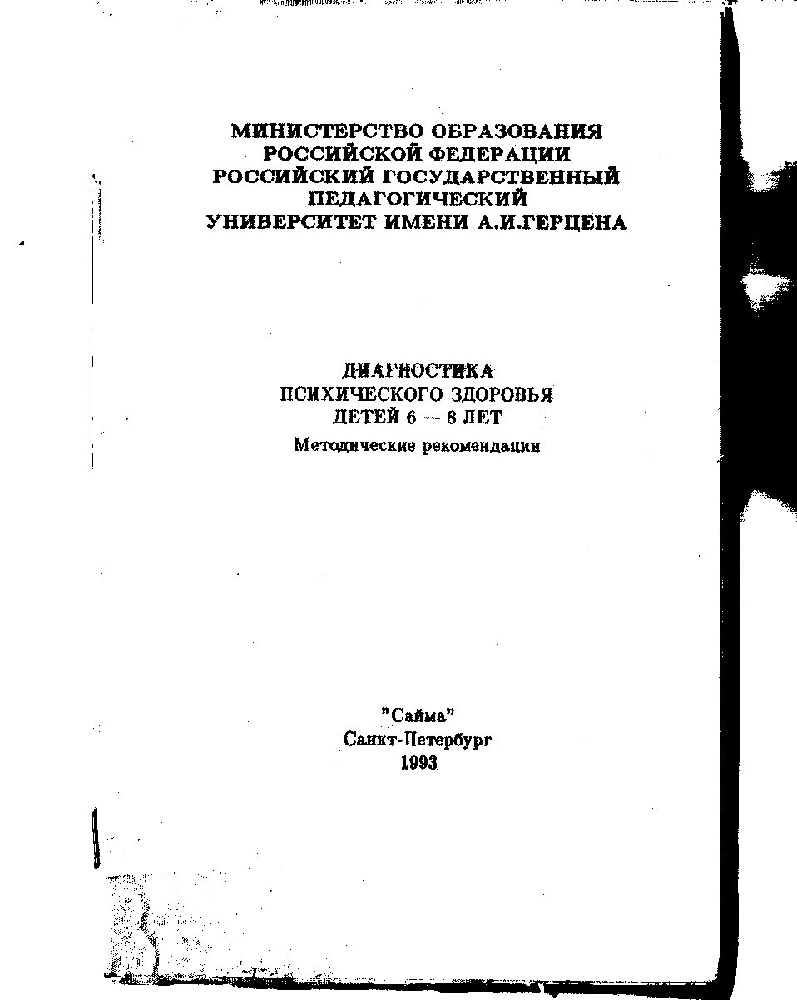 МИНИСТЕРСТВО ОБРАЗОВАНИЯ
РОССИЙСКОЙ ФЕДЕРАЦИИ
РОССИЙСКИЙ ГОСУДАРСТВЕННЫЙ
ПЕДАГОГИЧЕСКИЙ
УНИВЕРСИТЕТ ИМЕНИ А.И.ГЕРЦЕНА
ДИАГНОСТИКА
ПСИХИЧЕСКОГО ЗДОРОВЬЯ
ДЕТЕЙ 6 — 8 ЛЕТ
Методические рекомендации
"Сайма"
Санкт-Петербург
1993